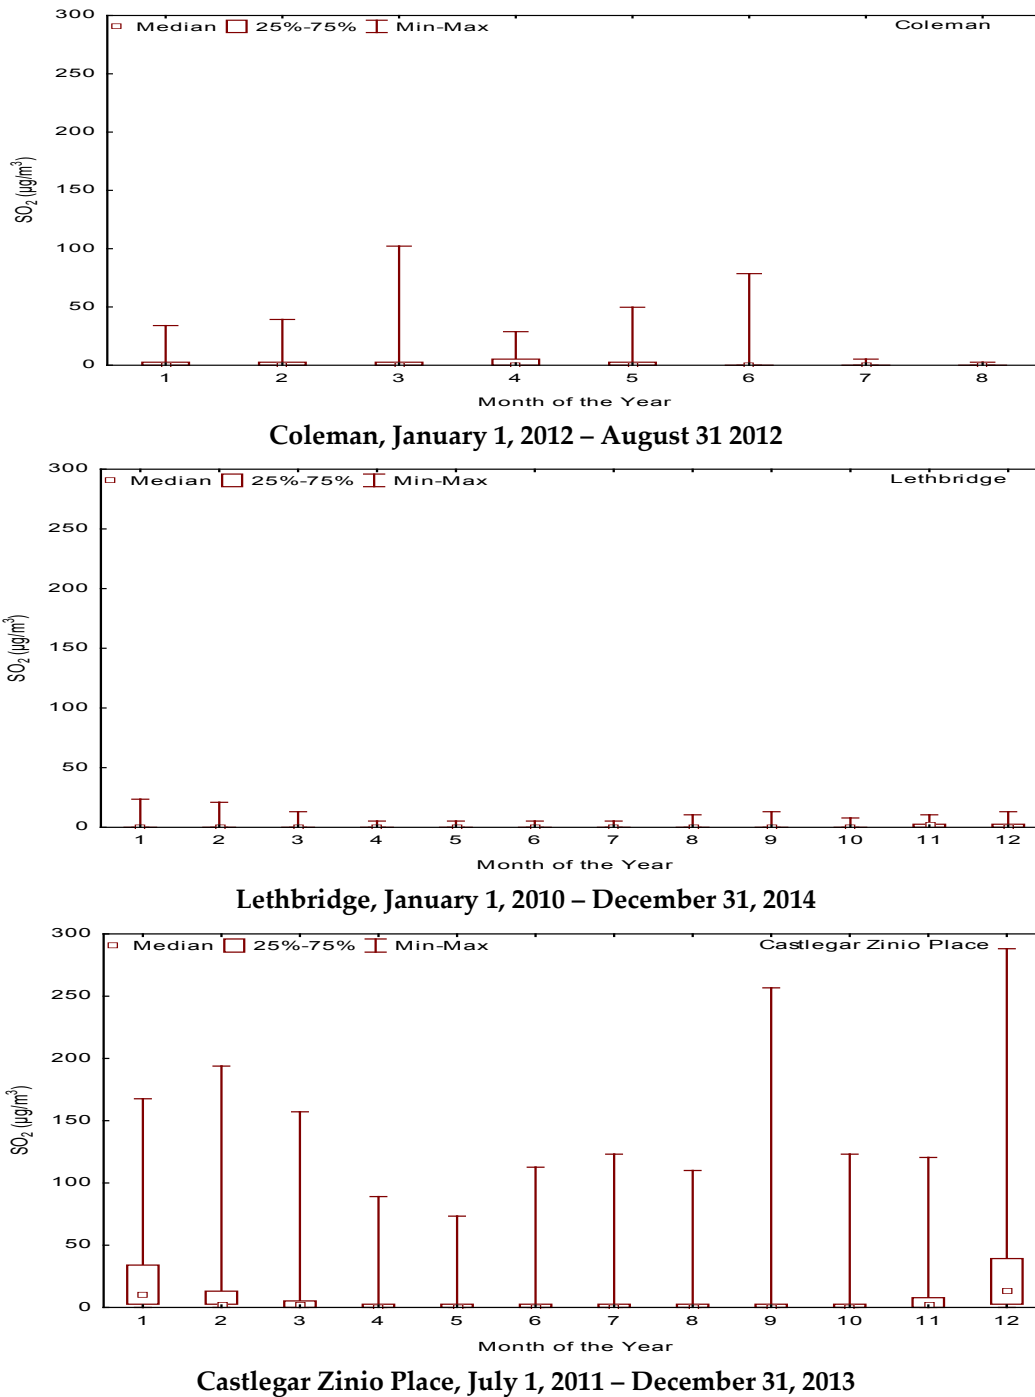 300
Median 25%-75% Min-Max Coleman
250
200
150
100
50
0
SO2 (µg/m3)
1 2 3 4 5 6 7 8
Month of the Year
Coleman, January 1, 2012 – August 31 2012
300
Median 25%-75% Min-Max Lethbridge
250
200
150
100
50
0
SO2 (µg/m3)
1 2 3 4 5 6 7 8 9 10 11 12
Month of the Year
Lethbridge, January 1, 2010 – December 31, 2014
300
Median 25%-75% Min-Max Castlegar Zinio Place
250
200
150
100
50
0
SO2 (µg/m3)
1 2 3 4 5 6 7 8 9 10 11 12
Month of the Year
Castlegar Zinio Place, July 1, 2011 – December 31, 2013